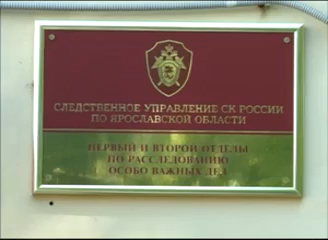 СЛЕДСТВЕННОЕ УПРАВЛЕНИЕ СК РОССИИ
ПО ЯРОСЛАВСКОЙ ОБЛАСТИ
ПЕРВЫЙ И ВТОРОЙ ОТДЕЛЫ
ПО РАССЛЕДОВАНИЮ
ОСОБО ВАЖНЫХ ДЕЛ